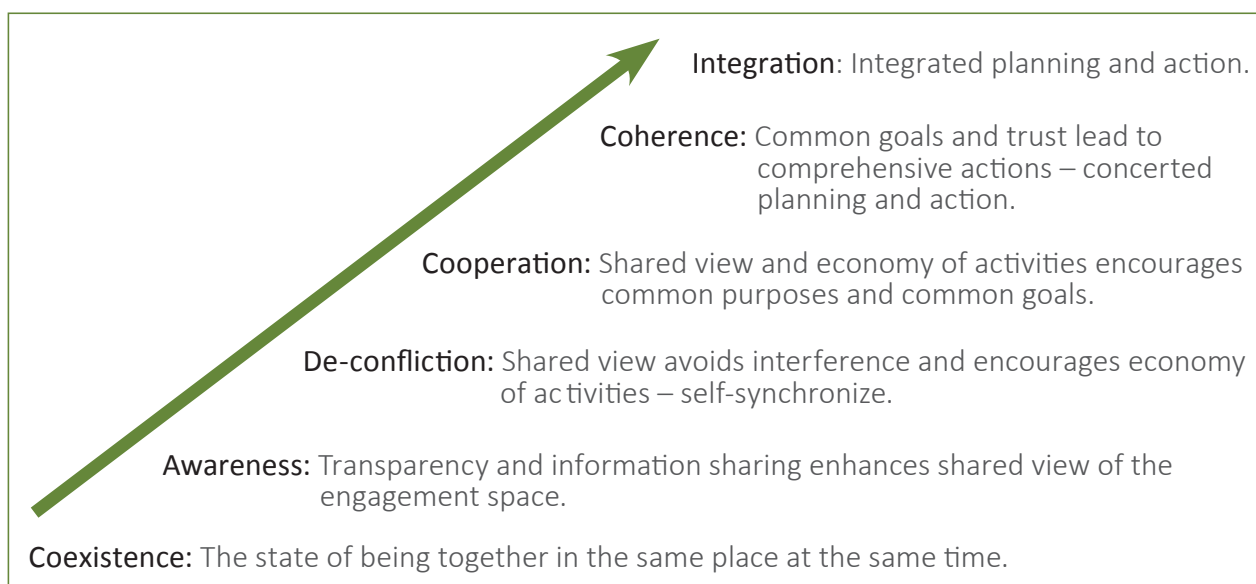 Integration: Integrated planning and action.
Coherence: Common goals and trust lead to
comprehensive actions – concerted
planning and action.
Cooperation: Shared view and economy of activities encourages
common purposes and common goals.
De-confliction: Shared view avoids interference and encourages economy
of activities – self-synchronize.
Awareness: Transparency and information sharing enhances shared view of the
engagement space.
Coexistence: The state of being together in the same place at the same time.